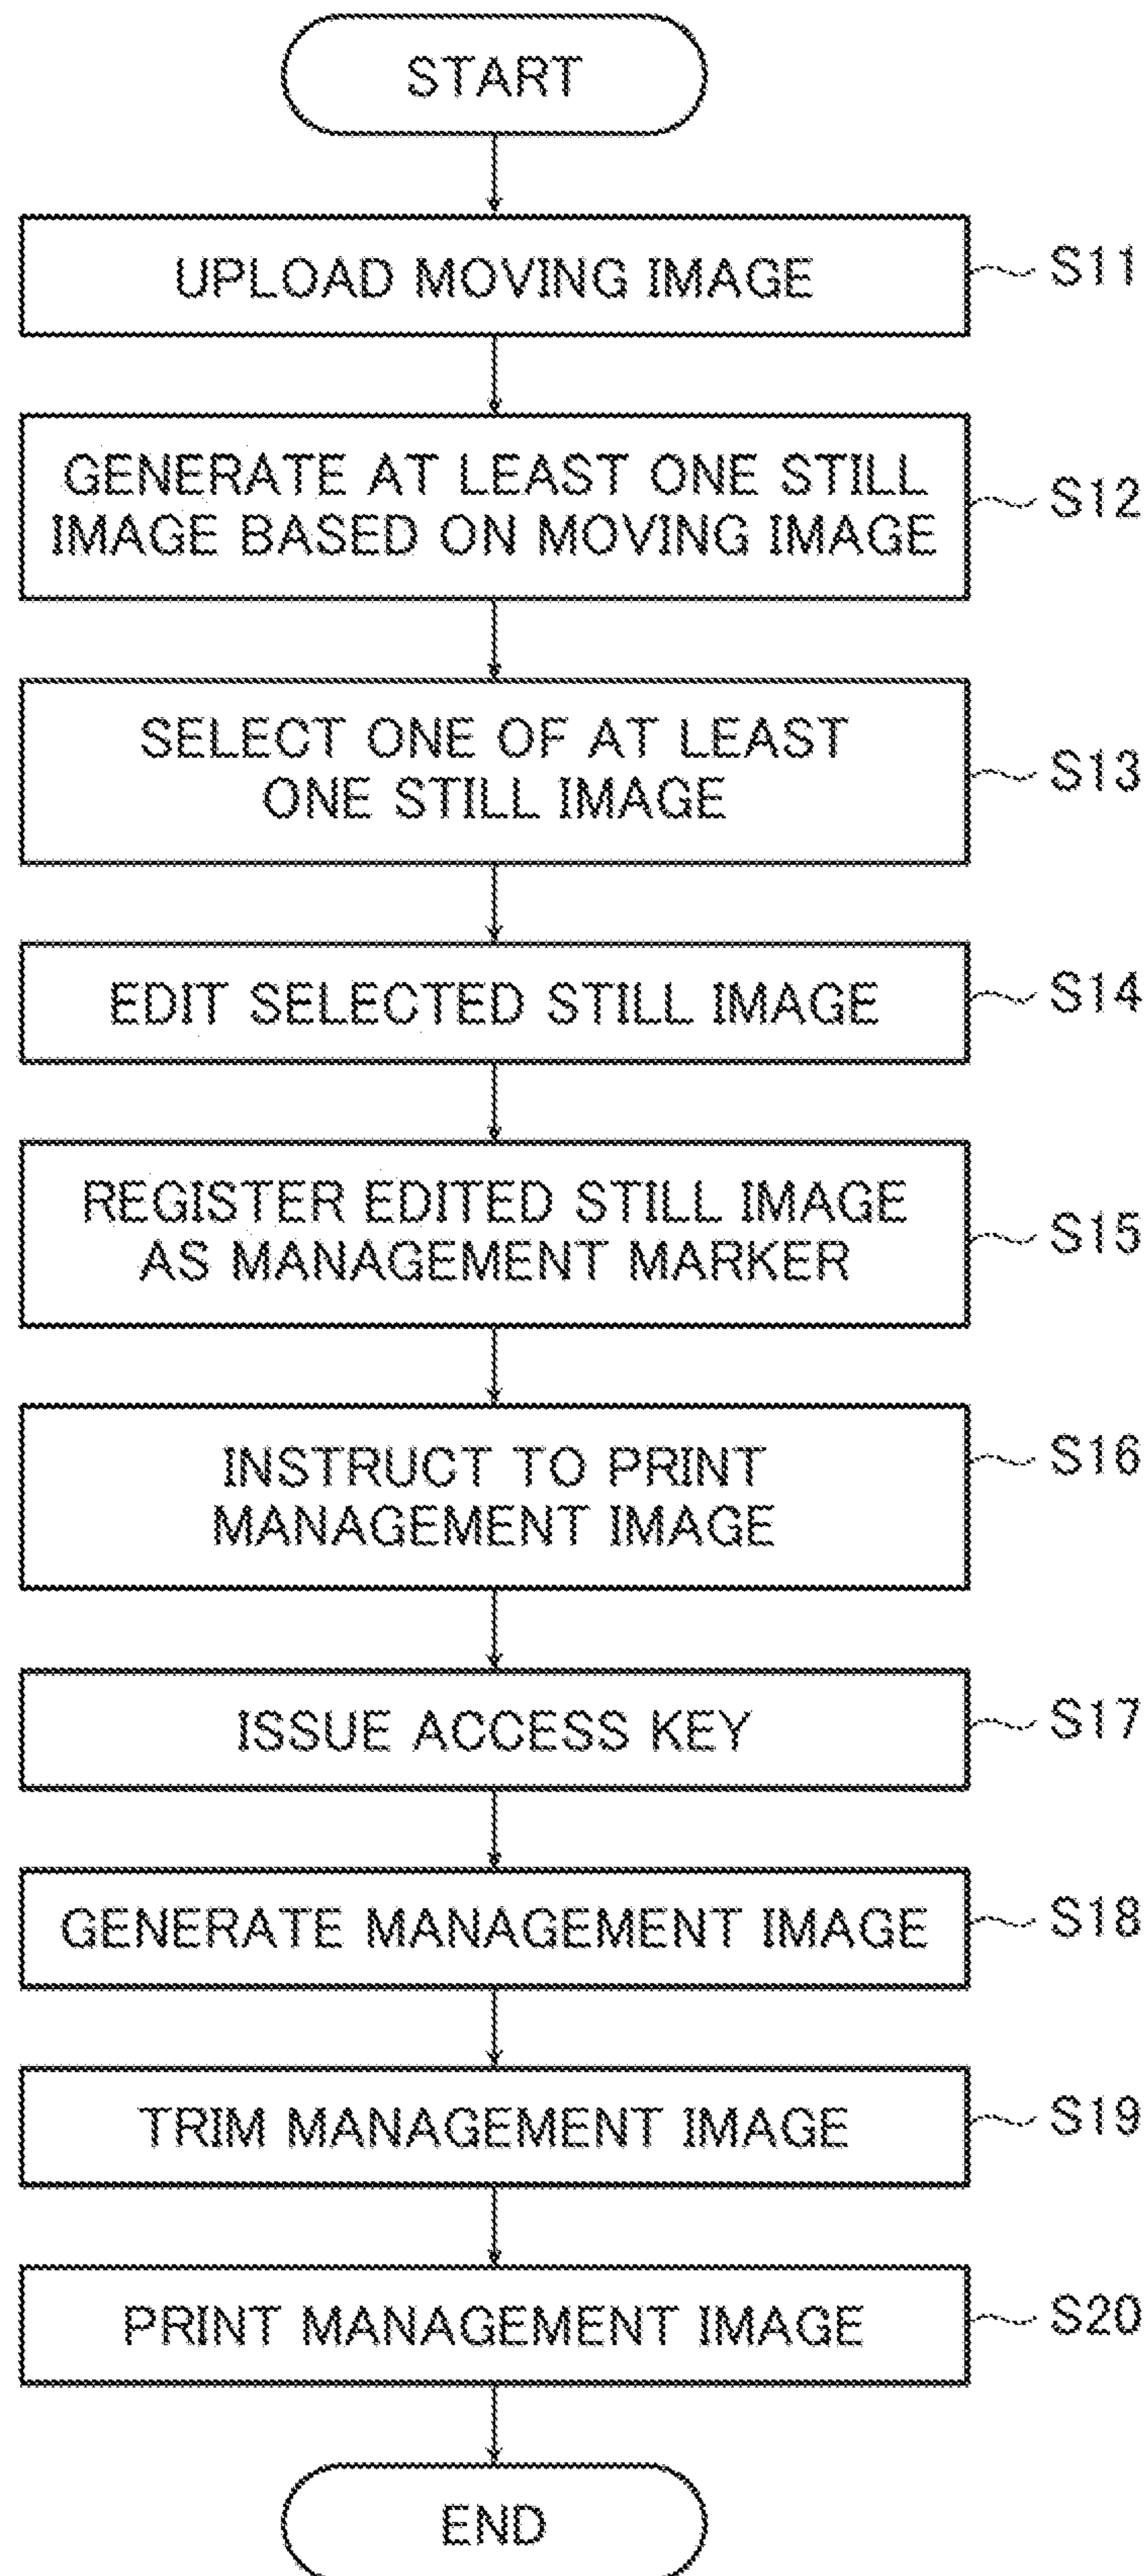 START
UPLOAD MOVING IMAGE
S11
GENERATE AT LEAST ONE STILL
IMAGE BASED ON MOVING IMAGE
S12
SELECT ONE OF AT LEAST
ONE STILL IMAGE
S13
EDIT SELECTED STILL IMAGE
S14
REGISTER EDITED STILL IMAGE
AS MANAGEMENT MARKER
S15
INSTRUCT TO PRINT
MANAGEMENT IMAGE
S16
ISSUE ACCESS KEY
S17
GENERATE MANAGEMENT IMAGE
S18
TRIM MANAGEMENT IMAGE
S19
PRINT MANAGEMENT IMAGE
S20
END